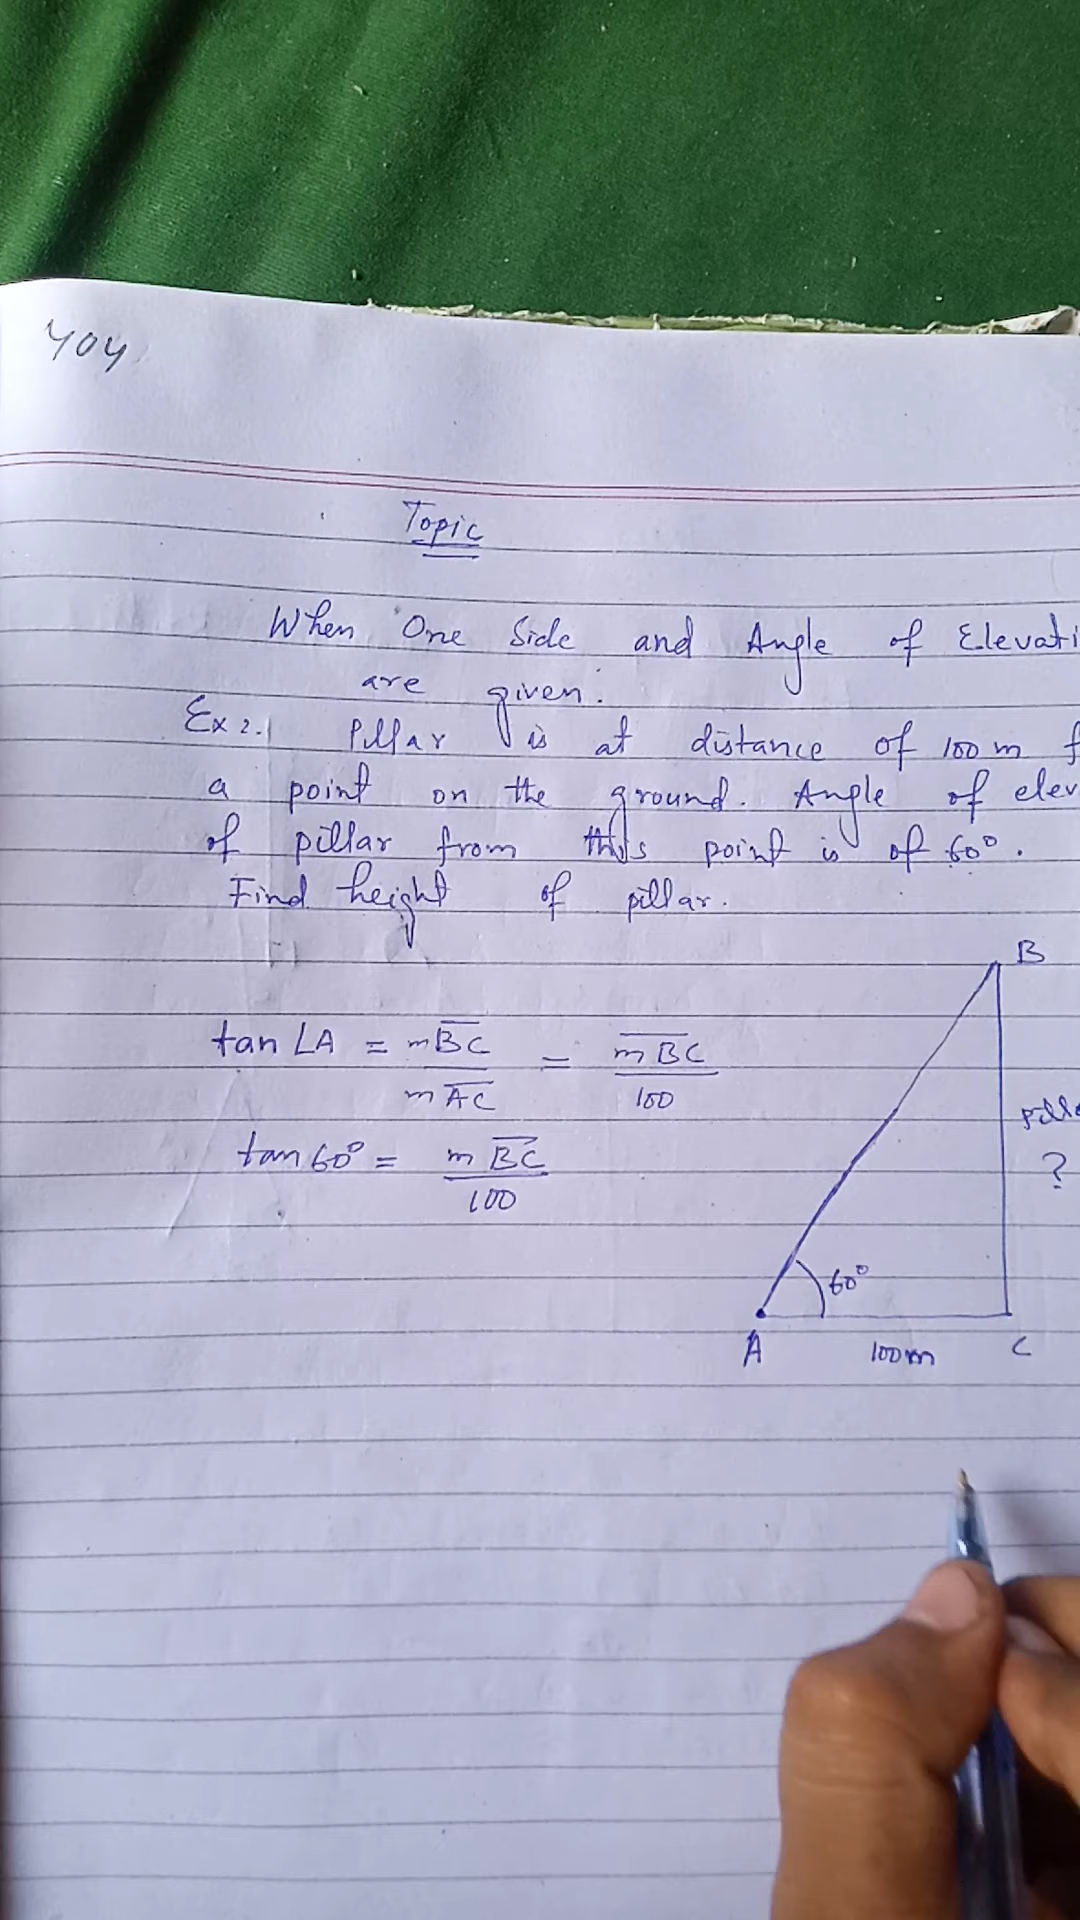 404
Topic
When One Side and Angle of Elevati
are given.
Ex 2. Pillar is at distance of 100 m f
a point on the ground. Angle of elev
of pillar from this point is of 60°.
Find height of pillar.
B
tan ∠A = mBC / mAC = mBC / 100
pilla
tan 60° = mBC / 100
?
60°
A 100m C